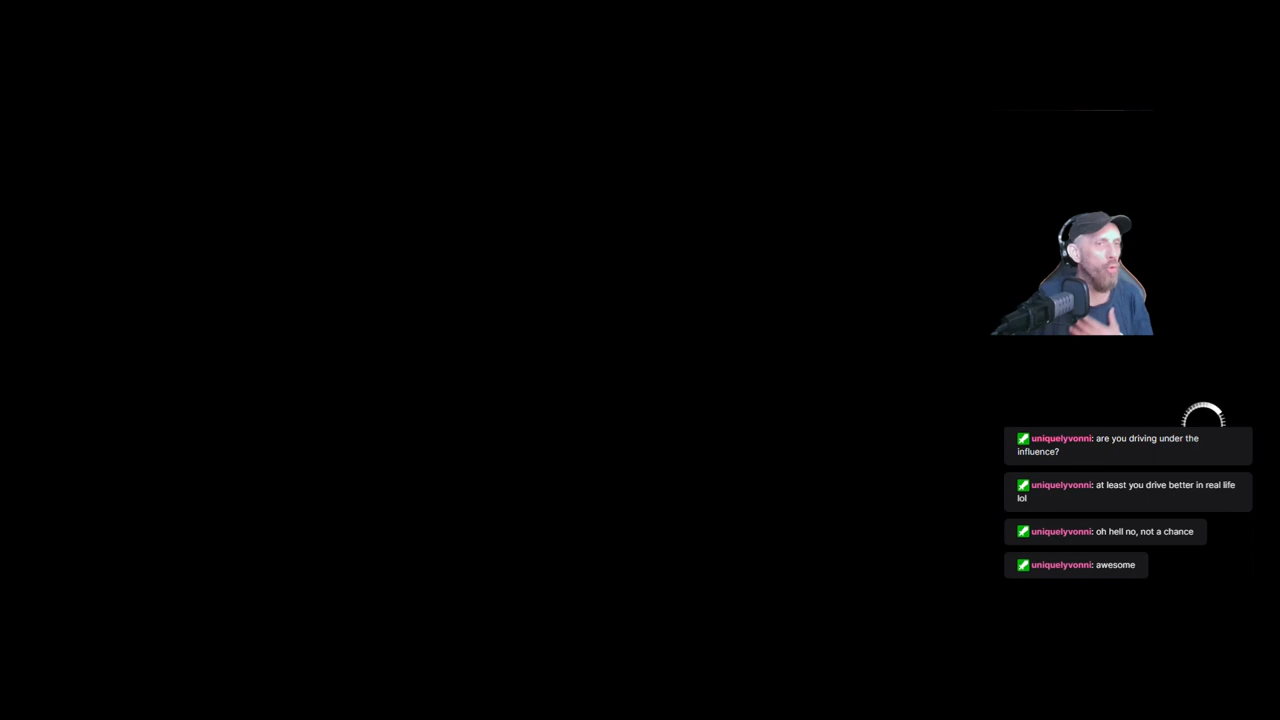 uniquelyvonni: are you driving under the
influence?
uniquelyvonni: at least you drive better in real life
lol
uniquelyvonni: oh hell no, not a chance
uniquelyvonni: awesome